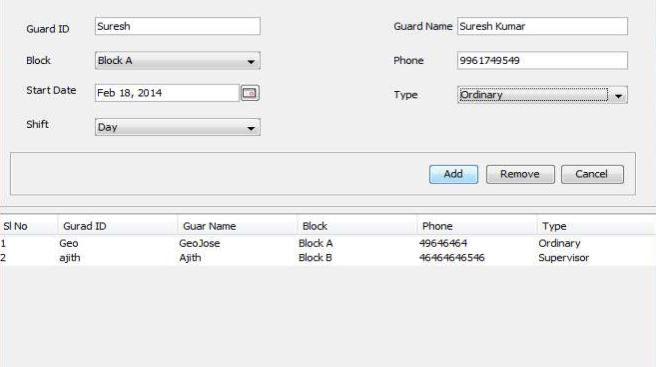 Guard ID Suresh Guard Name Suresh Kumar
Block Block A Phone 9961749549
Start Date Feb 18, 2014 Type Ordinary
Shift Day
Add Remove Cancel
Sl No Gurad ID Guar Name Block Phone Type
1 Geo GeoJose Block A 49646464 Ordinary
2 ajith Ajith Block B 46464646546 Supervisor